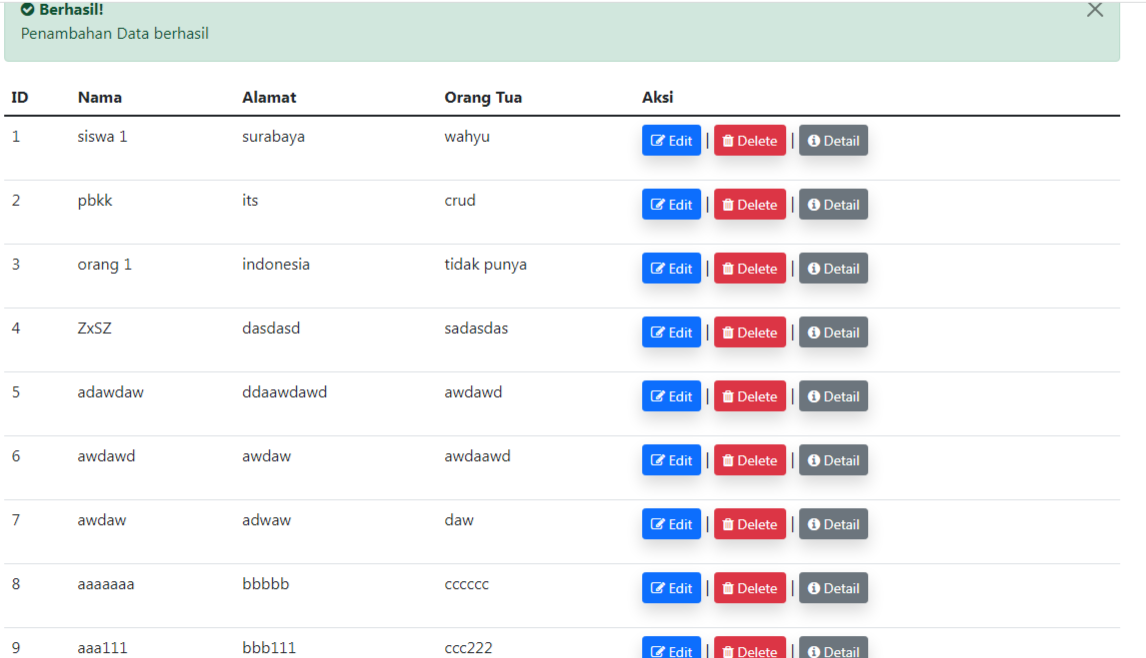 Berhasil!
Penambahan Data berhasil
ID Nama Alamat Orang Tua Aksi
1 siswa 1 surabaya wahyu Edit | Delete | Detail
2 pbkk its crud Edit | Delete | Detail
3 orang 1 indonesia tidak punya Edit | Delete | Detail
4 ZxSZ dasdasd sadasdas Edit | Delete | Detail
5 adawdaw ddaawdawd awdawd Edit | Delete | Detail
6 awdawd awdaw awdaawd Edit | Delete | Detail
7 awdaw adwaw daw Edit | Delete | Detail
8 aaaaaaa bbbbb cccccc Edit | Delete | Detail
9 aaa111 bbb111 ccc222 Edit | Delete | Detail